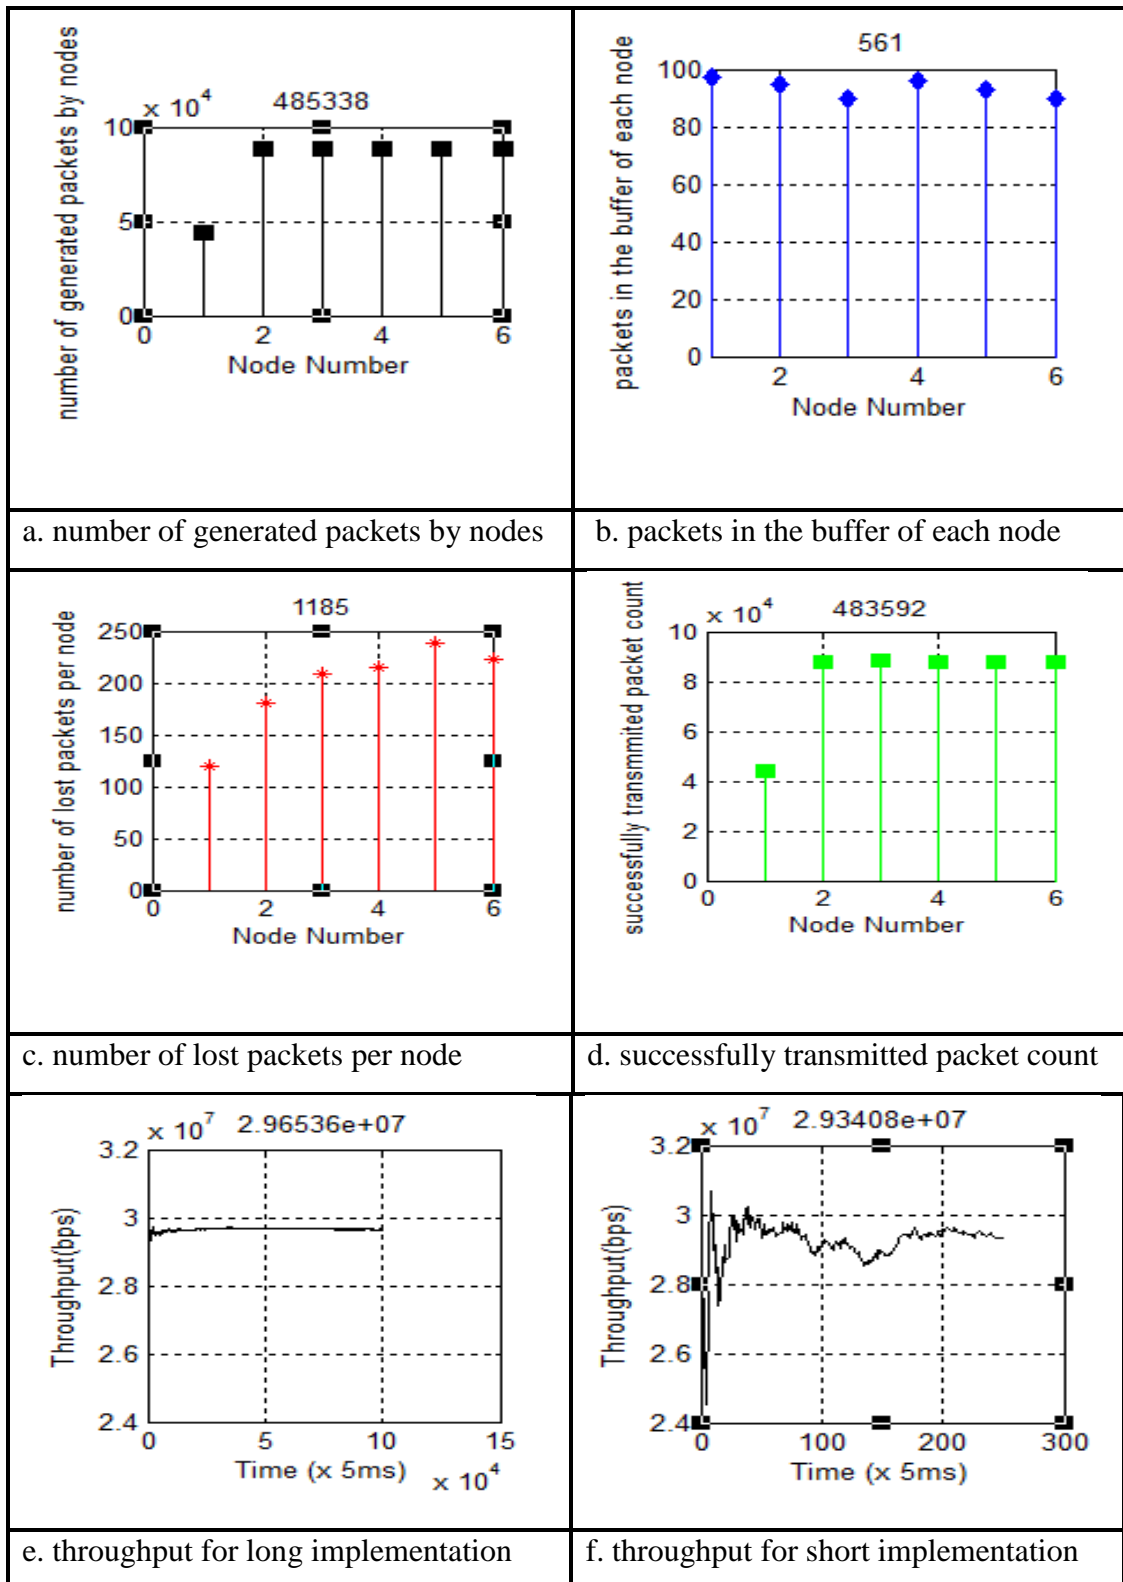 number of generated packets by nodes
x 10^4 485338
10
5
0
0 2 4 6
Node Number
packets in the buffer of each node
561
100
80
60
40
20
0
2 4 6
Node Number
a. number of generated packets by nodes
b. packets in the buffer of each node
number of lost packets per node
1185
250
200
150
100
50
0
0 2 4 6
Node Number
successfully transmmited packet count
x 10^4 483592
10
8
6
4
2
0
0 2 4 6
Node Number
c. number of lost packets per node
d. successfully transmitted packet count
Throughput(bps)
x 10^7 2.96536e+07
3.2
3
2.8
2.6
2.4
0 5 10 15
Time (x 5ms) x 10^4
Throughput(bps)
x 10^7 2.93408e+07
3.2
3
2.8
2.6
2.4
0 100 200 300
Time (x 5ms)
e. throughput for long implementation
f. throughput for short implementation